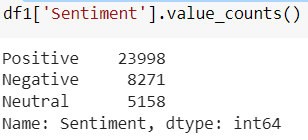 df1['Sentiment'].value_counts()
Positive    23998
Negative     8271
Neutral      5158
Name: Sentiment, dtype: int64